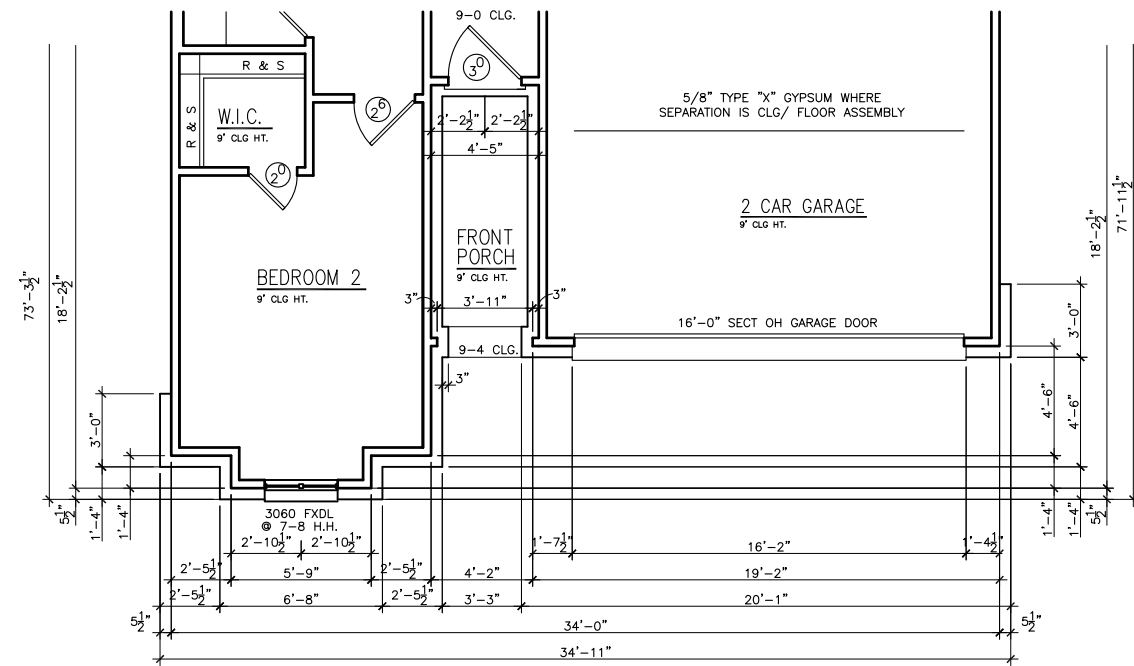 9-0 CLG.
R & S
R & S
W.I.C.
9' CLG HT.
2⁶
3⁰
2⁰
5/8" TYPE "X" GYPSUM WHERE
SEPARATION IS CLG/ FLOOR ASSEMBLY
2'-2½"
2'-2½"
4'-5"
2 CAR GARAGE
9' CLG HT.
FRONT
PORCH
9' CLG HT.
BEDROOM 2
9' CLG HT.
73'-3½"
18'-2½"
18'-2½"
71'-11½"
3"
3'-11"
3"
16'-0" SECT OH GARAGE DOOR
9-4 CLG.
3"
3'-0"
3'-0"
4'-6"
4'-6"
5½"
1'-4"
1'-4"
1'-4"
1'-4"
5½"
3060 FXDL
@ 7-8 H.H.
2'-10½"
2'-10½"
1'-7½"
16'-2"
1'-4½"
2'-5½"
5'-9"
2'-5½"
4'-2"
19'-2"
2'-5½"
6'-8"
2'-5½"
3'-3"
20'-1"
5½"
34'-0"
5½"
34'-11"